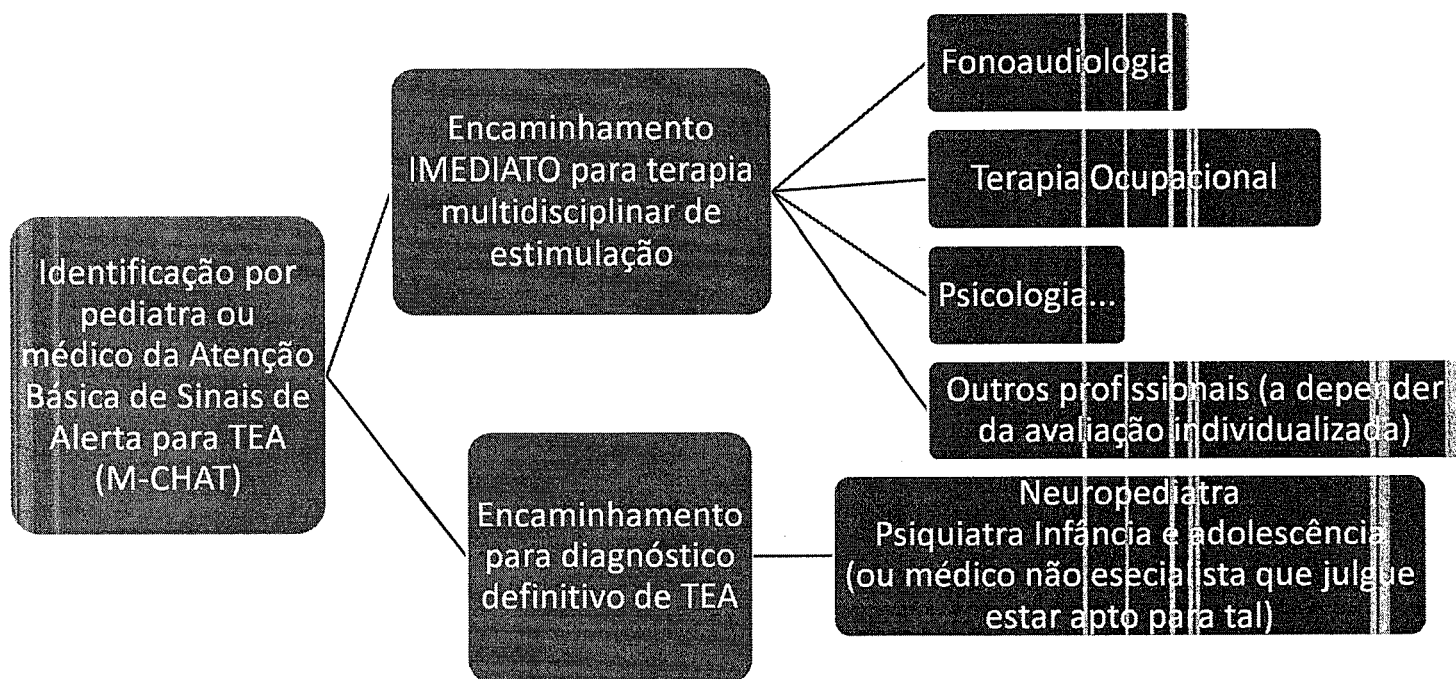 Identificação por
pediatra ou
médico da Atenção
Básica de Sinais de
Alerta para TEA
(M-CHAT)
Encaminhamento
IMEDIATO para terapia
multidisciplinar de
estimulação
Fonoaudiologia
Terapia Ocupacional
Psicologia...
Outros profissionais (a depender
da avaliação individualizada)
Encaminhamento
para diagnóstico
definitivo de TEA
Neuropediatra
Psiquiatra Infância e adolescência
(ou médico não esecialista que julgue
estar apto para tal)